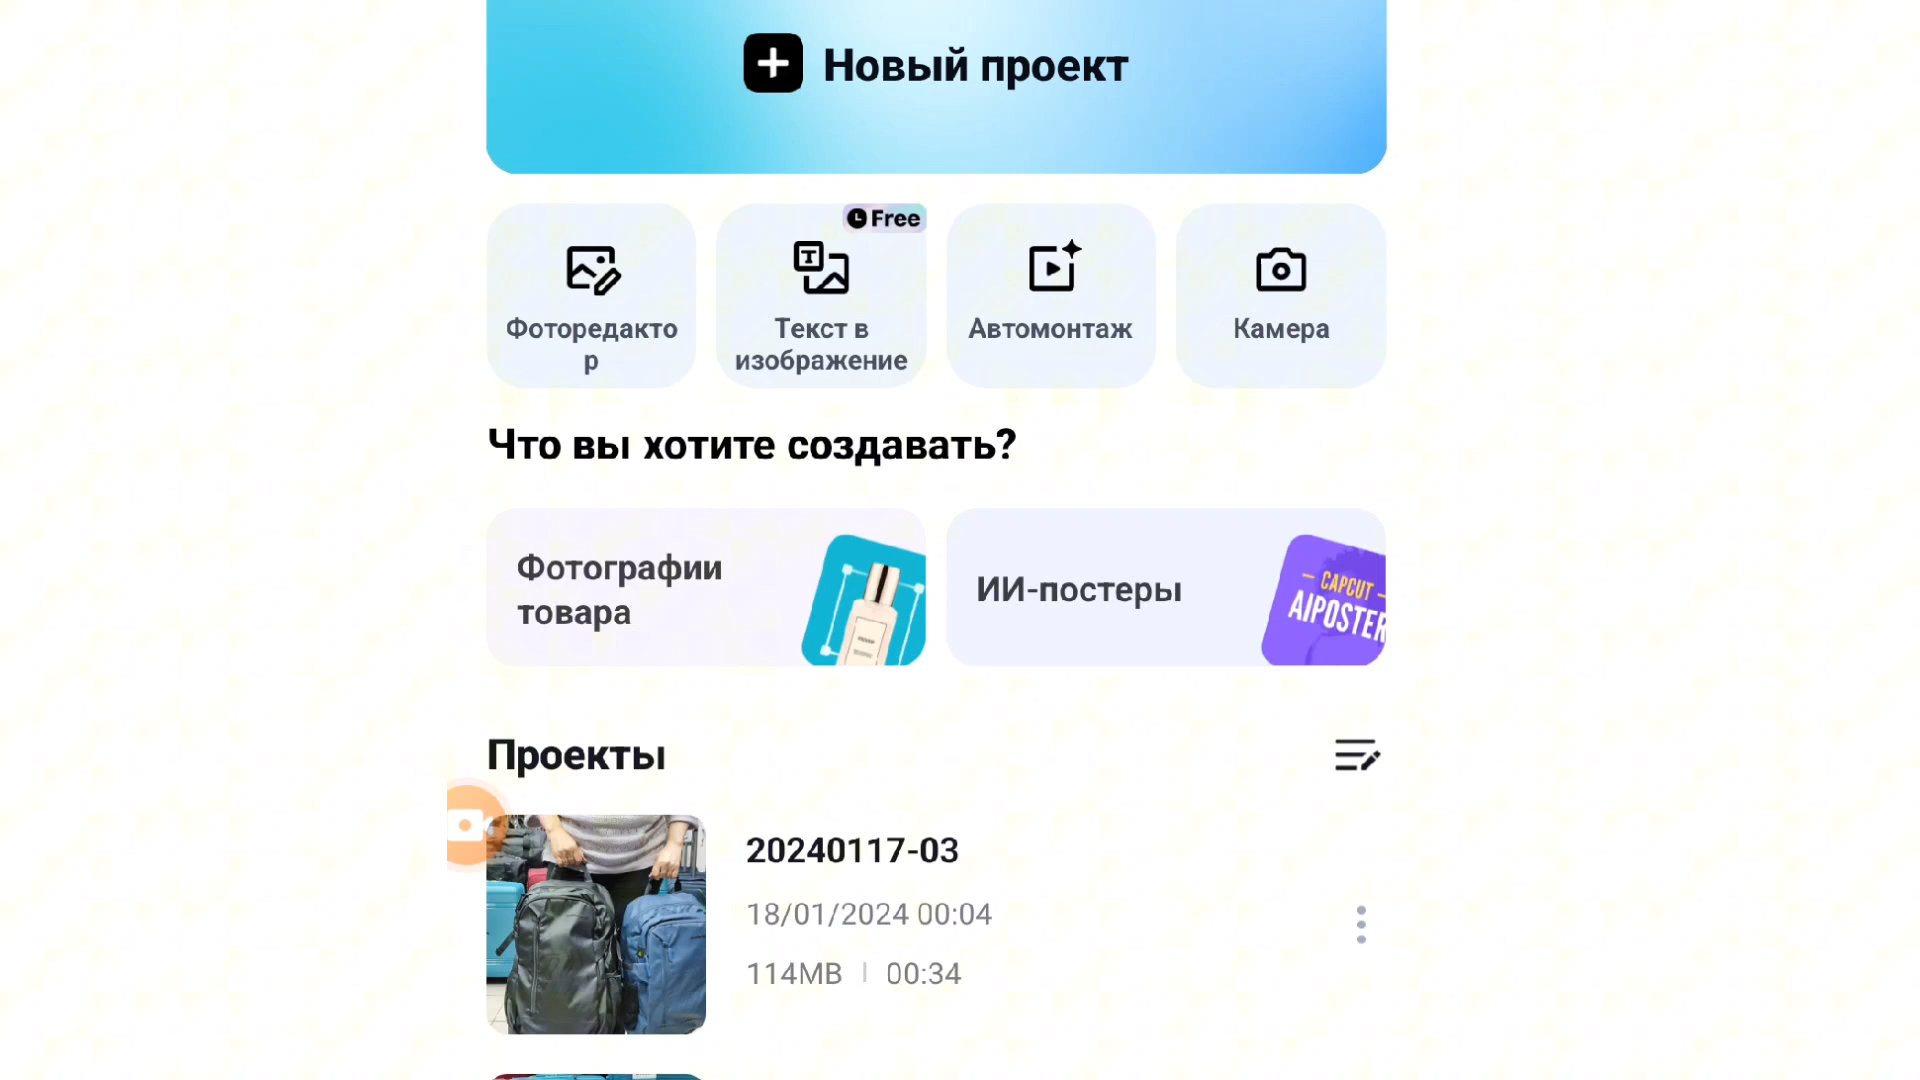 Новый проект
Free
Фоторедакто
р
Текст в
изображение
Автомонтаж
Камера
Что вы хотите создавать?
Фотографии
товара
ИИ-постеры
CAPCUT
AIPOSTER
Проекты
20240117-03
18/01/2024 00:04
114MB | 00:34